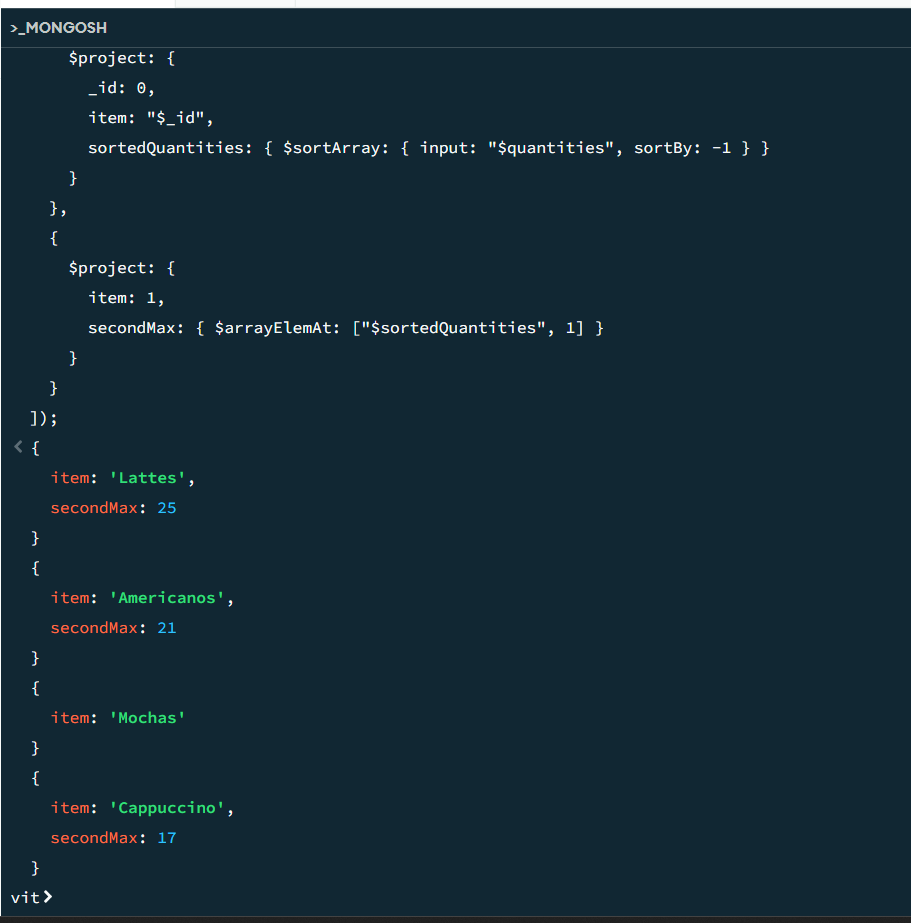 >_MONGOSH
$project: {
_id: 0,
item: "$_id",
sortedQuantities: { $sortArray: { input: "$quantities", sortBy: -1 } }
}
},
{
$project: {
item: 1,
secondMax: { $arrayElemAt: ["$sortedQuantities", 1] }
}
}
]);
< {
item: 'Lattes',
secondMax: 25
}
{
item: 'Americanos',
secondMax: 21
}
{
item: 'Mochas'
}
{
item: 'Cappuccino',
secondMax: 17
}
vit>